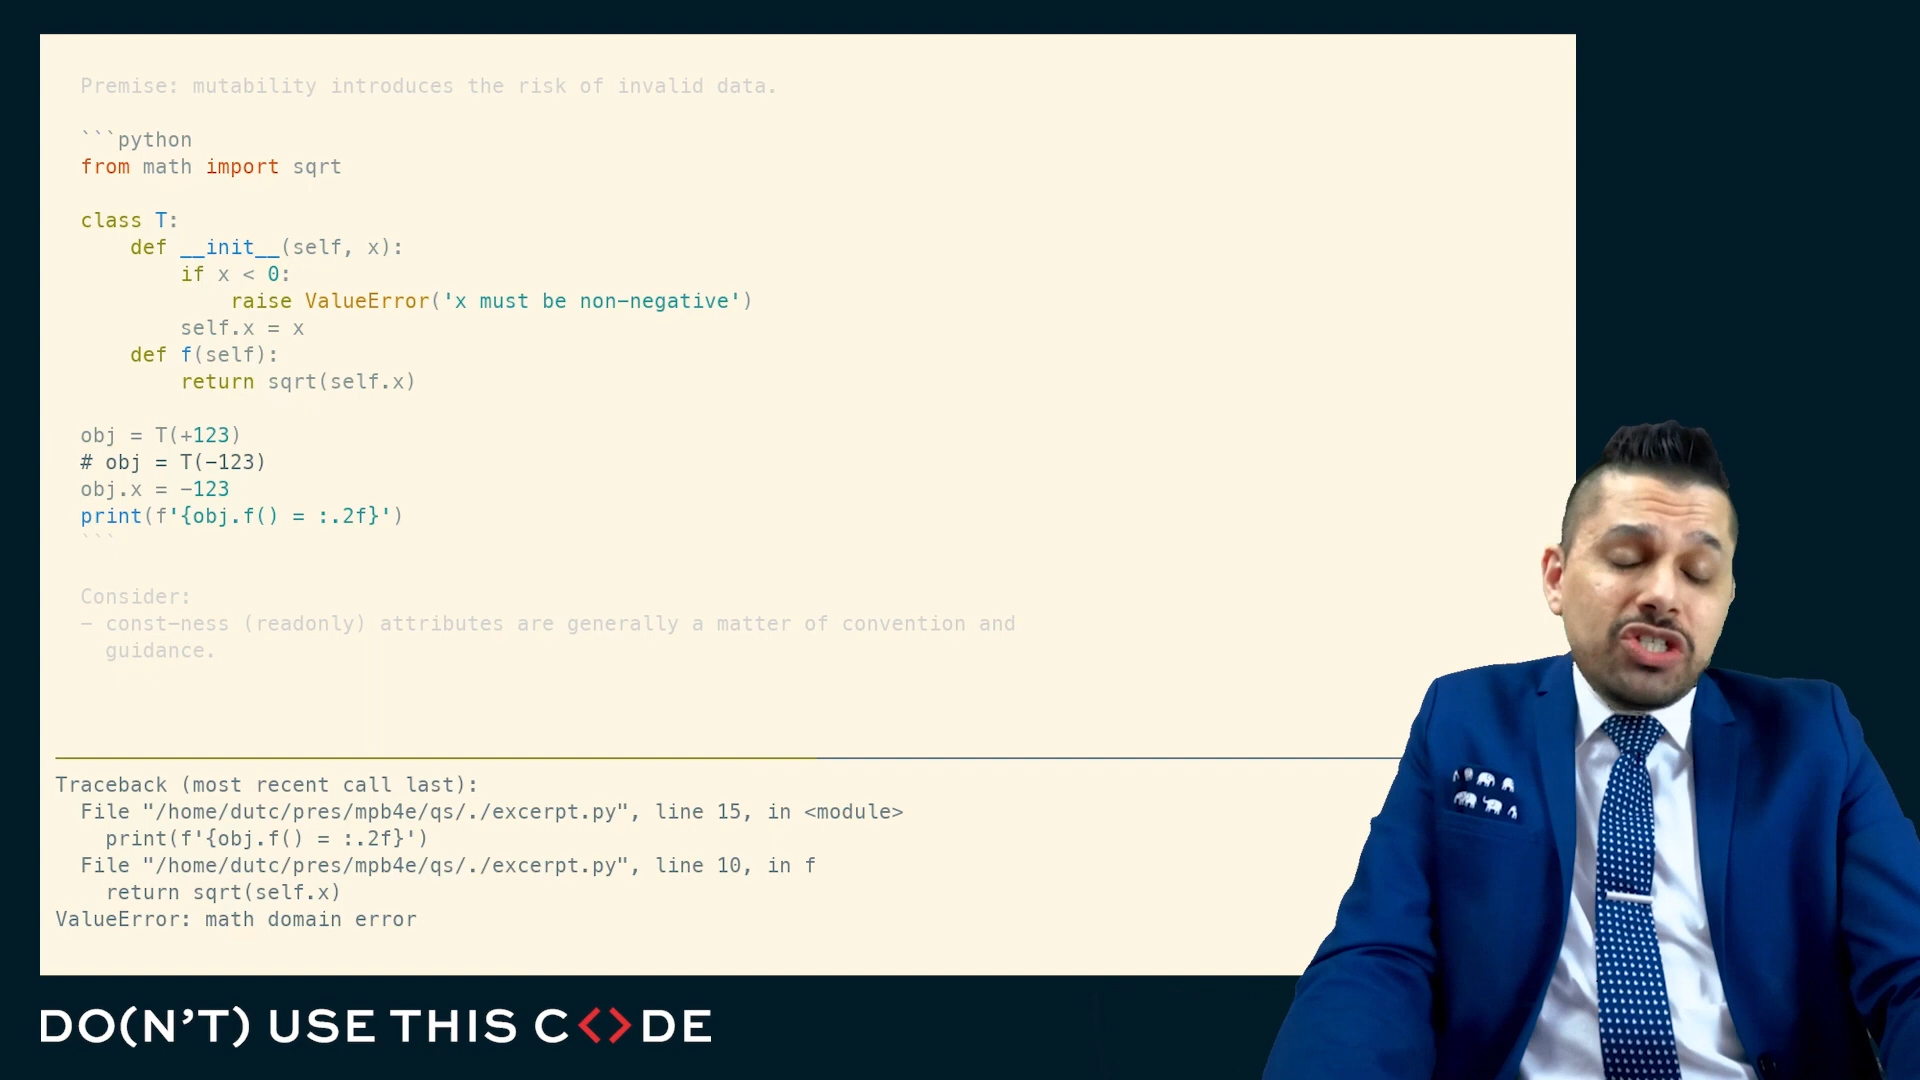 Premise: mutability introduces the risk of invalid data.
```python
from math import sqrt
class T:
def __init__(self, x):
if x < 0:
raise ValueError('x must be non-negative')
self.x = x
def f(self):
return sqrt(self.x)
obj = T(+123)
# obj = T(-123)
obj.x = -123
print(f'{obj.f() = :.2f}')
```
Consider:
- const-ness (readonly) attributes are generally a matter of convention and
guidance.
Traceback (most recent call last):
File "/home/dutc/pres/mpb4e/qs/./excerpt.py", line 15, in <module>
print(f'{obj.f() = :.2f}')
File "/home/dutc/pres/mpb4e/qs/./excerpt.py", line 10, in f
return sqrt(self.x)
ValueError: math domain error
DO(N'T) USE THIS C<>DE